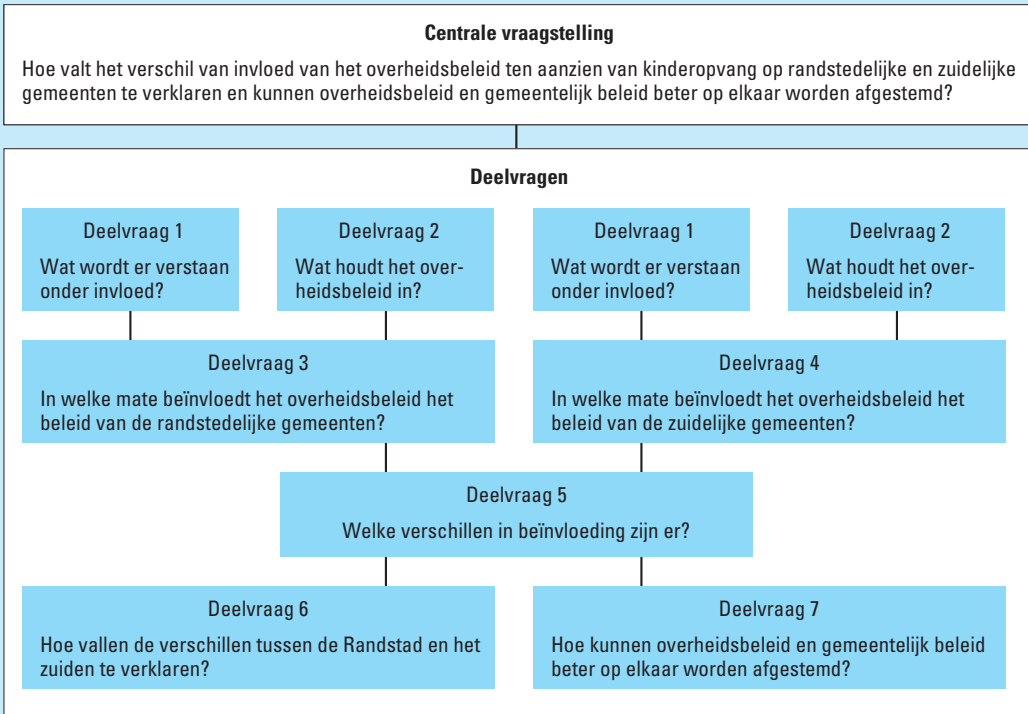 Centrale vraagstelling
Hoe valt het verschil van invloed van het overheidsbeleid ten aanzien van kinderopvang op randstedelijke en zuidelijke
gemeenten te verklaren en kunnen overheidsbeleid en gemeentelijk beleid beter op elkaar worden afgestemd?
Deelvragen
Deelvraag 1
Wat wordt er verstaan
onder invloed?
Deelvraag 2
Wat houdt het over-
heidsbeleid in?
Deelvraag 1
Wat wordt er verstaan
onder invloed?
Deelvraag 2
Wat houdt het over-
heidsbeleid in?
Deelvraag 3
In welke mate beïnvloedt het overheidsbeleid het
beleid van de randstedelijke gemeenten?
Deelvraag 4
In welke mate beïnvloedt het overheidsbeleid het
beleid van de zuidelijke gemeenten?
Deelvraag 5
Welke verschillen in beïnvloeding zijn er?
Deelvraag 6
Hoe vallen de verschillen tussen de Randstad en het
zuiden te verklaren?
Deelvraag 7
Hoe kunnen overheidsbeleid en gemeentelijk beleid
beter op elkaar worden afgestemd?